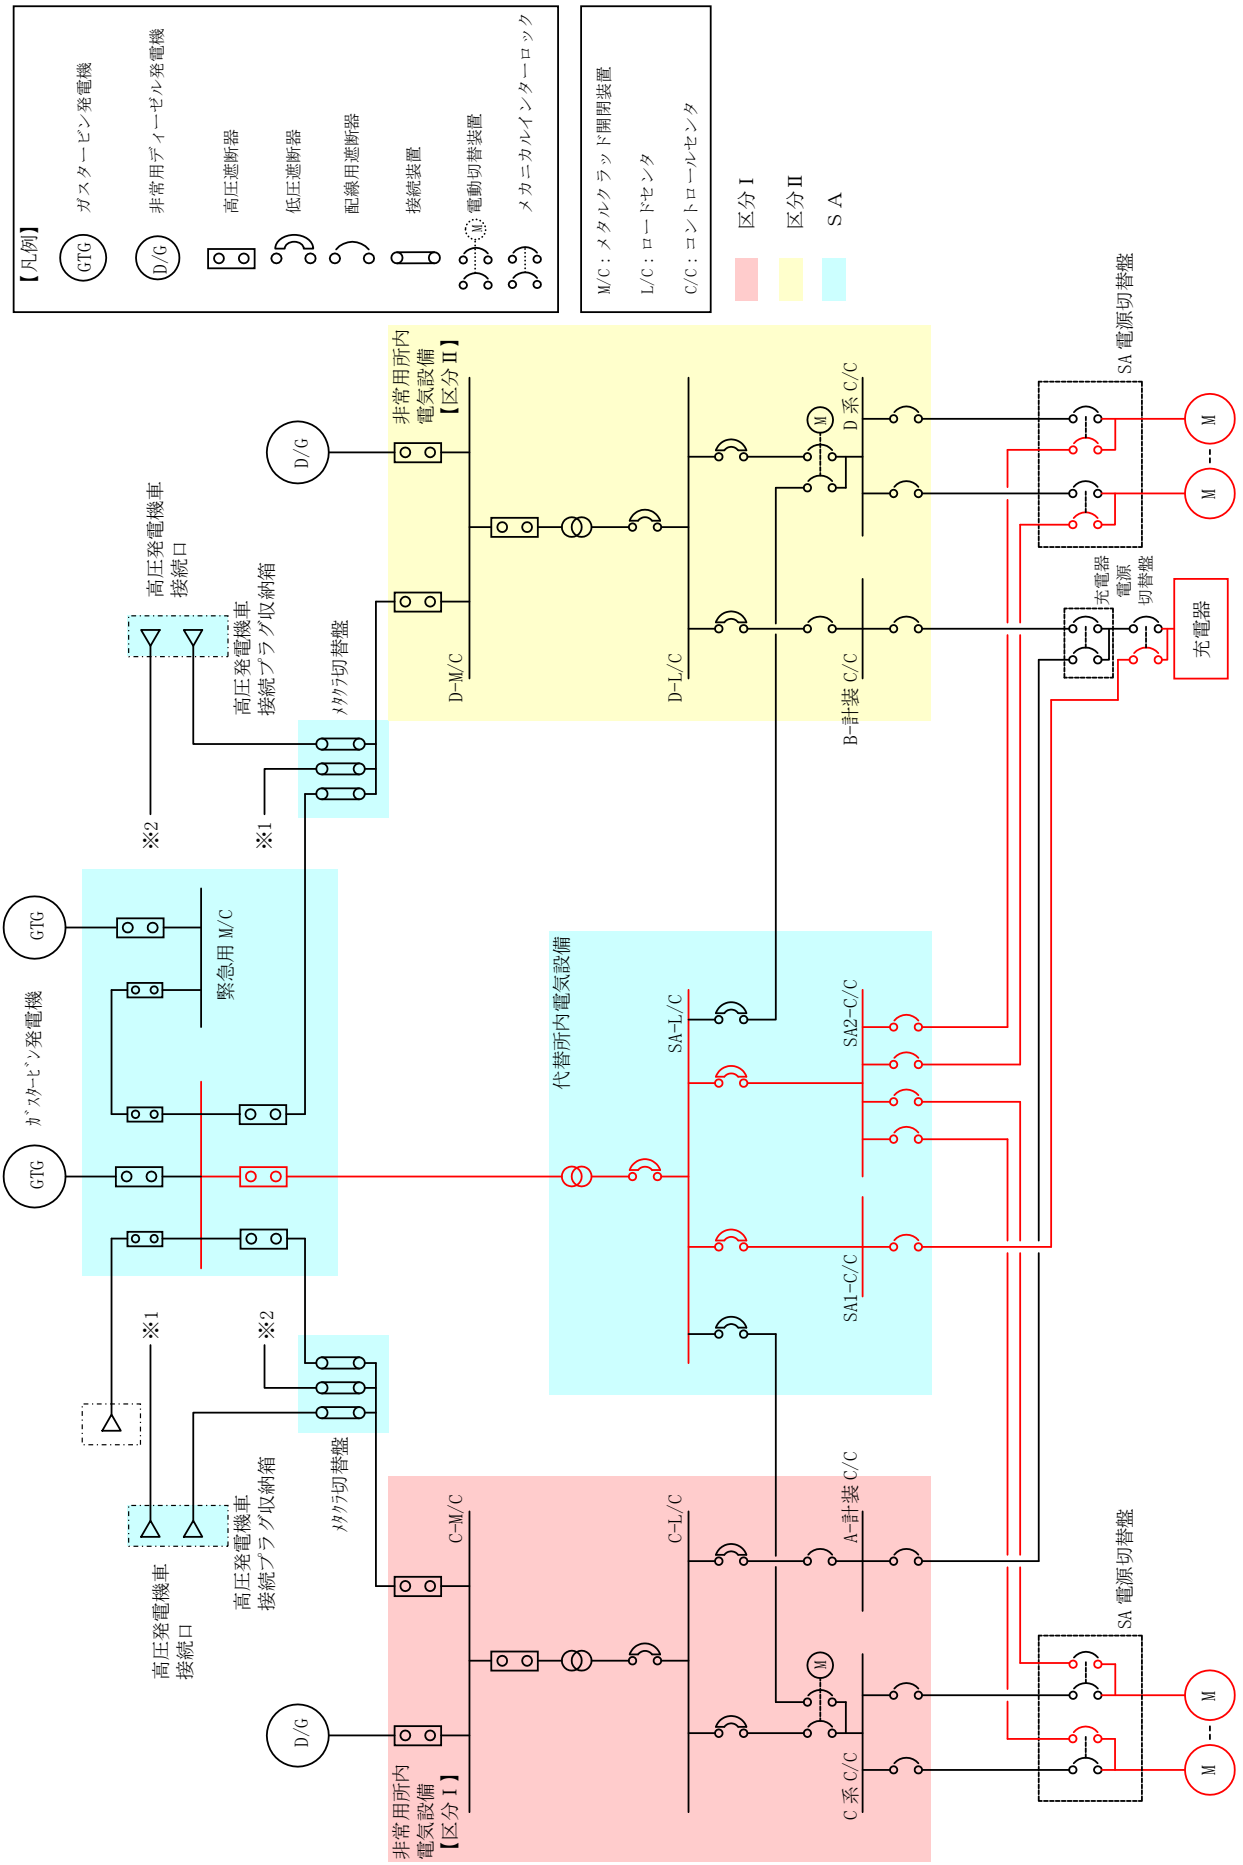 【凡例】
GTG ガスタービン発電機
D/G 非常用ディーゼル発電機
高圧遮断器
低圧遮断器
配線用遮断器
接続装置
M 電動切替装置
メカニカルインターロック
M/C：メタルクラッド開閉装置
L/C：ロードセンタ
C/C：コントロールセンタ
区分Ⅰ
区分Ⅱ
ＳＡ
GTG
ｶﾞｽﾀｰﾋﾞﾝ発電機
GTG
緊急用 M/C
※1
※2
高圧発電機車
接続口
高圧発電機車
接続プラグ収納箱
ﾒﾀｸﾗ切替盤
※2
※1
高圧発電機車
接続口
高圧発電機車
接続プラグ収納箱
ﾒﾀｸﾗ切替盤
D/G
非常用所内
電気設備
【区分Ⅰ】
C-M/C
C-L/C
C 系 C/C
M
A-計装 C/C
代替所内電気設備
SA-L/C
SA1-C/C
SA2-C/C
D/G
非常用所内
電気設備
【区分Ⅱ】
D-M/C
D-L/C
B-計装 C/C
M
D 系 C/C
SA 電源切替盤
M
M
充電器
電源
切替盤
充電器
SA 電源切替盤
M
M